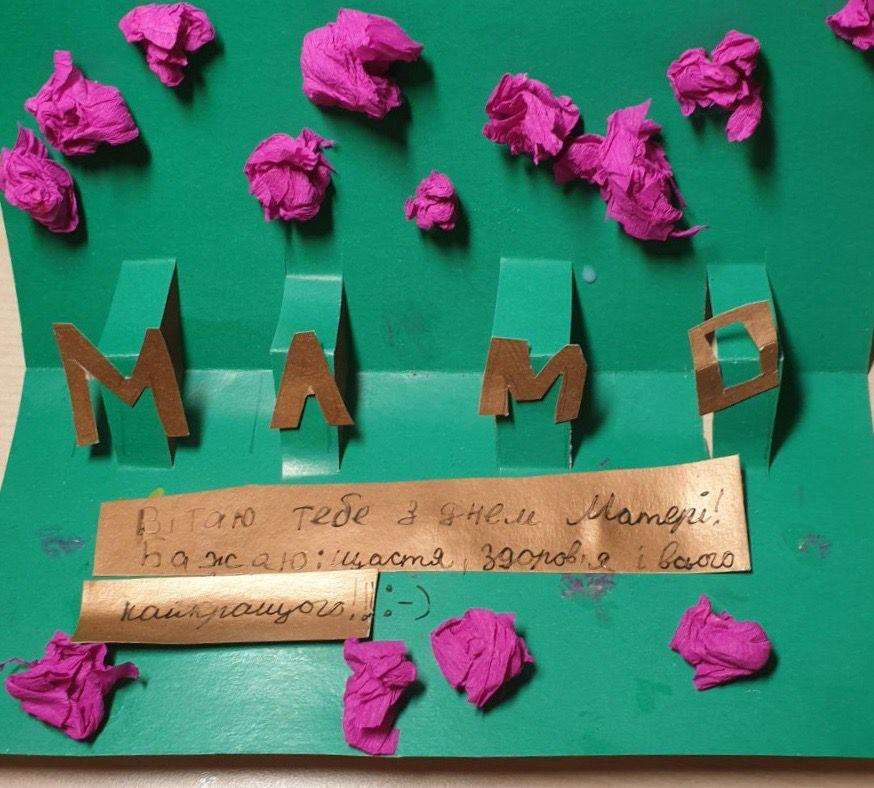 МАМО
Вітаю тебе з днем Матері!
Бажаю: щастя, здоров'я і всього
найкращого!!! :-)